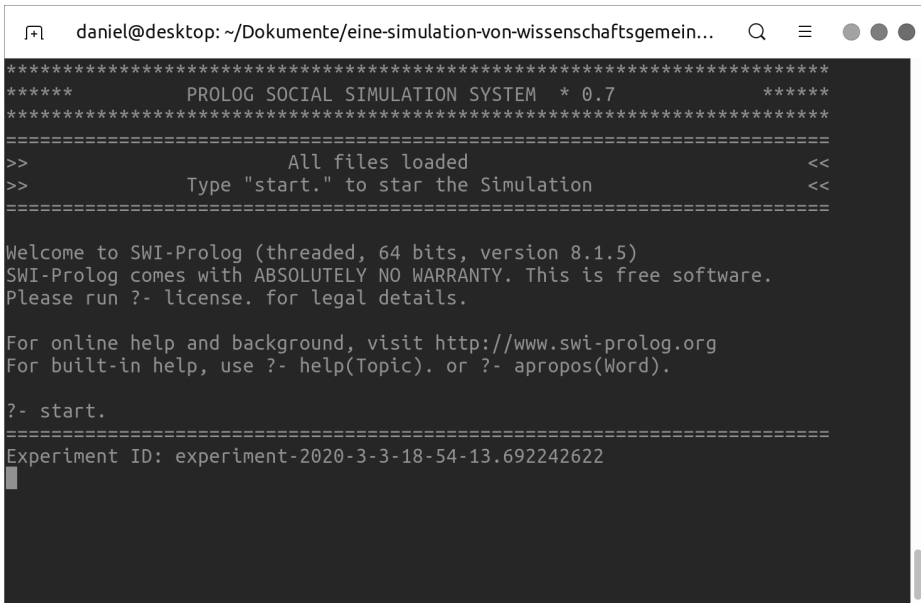 daniel@desktop: ~/Dokumente/eine-simulation-von-wissenschaftsgemein...
*************************************************************************
****** PROLOG SOCIAL SIMULATION SYSTEM * 0.7 ******
*************************************************************************
=========================================================================
>> All files loaded <<
>> Type "start." to star the Simulation <<
=========================================================================
Welcome to SWI-Prolog (threaded, 64 bits, version 8.1.5)
SWI-Prolog comes with ABSOLUTELY NO WARRANTY. This is free software.
Please run ?- license. for legal details.
For online help and background, visit http://www.swi-prolog.org
For built-in help, use ?- help(Topic). or ?- apropos(Word).
?- start.
=========================================================================
Experiment ID: experiment-2020-3-3-18-54-13.692242622